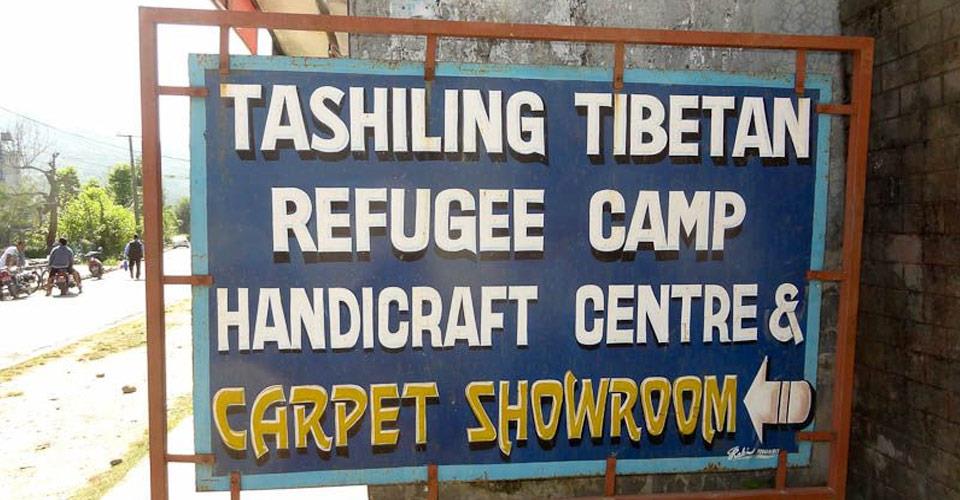 TASHILING TIBETAN
REFUGEE CAMP
HANDICRAFT CENTRE &
CARPET SHOWROOM